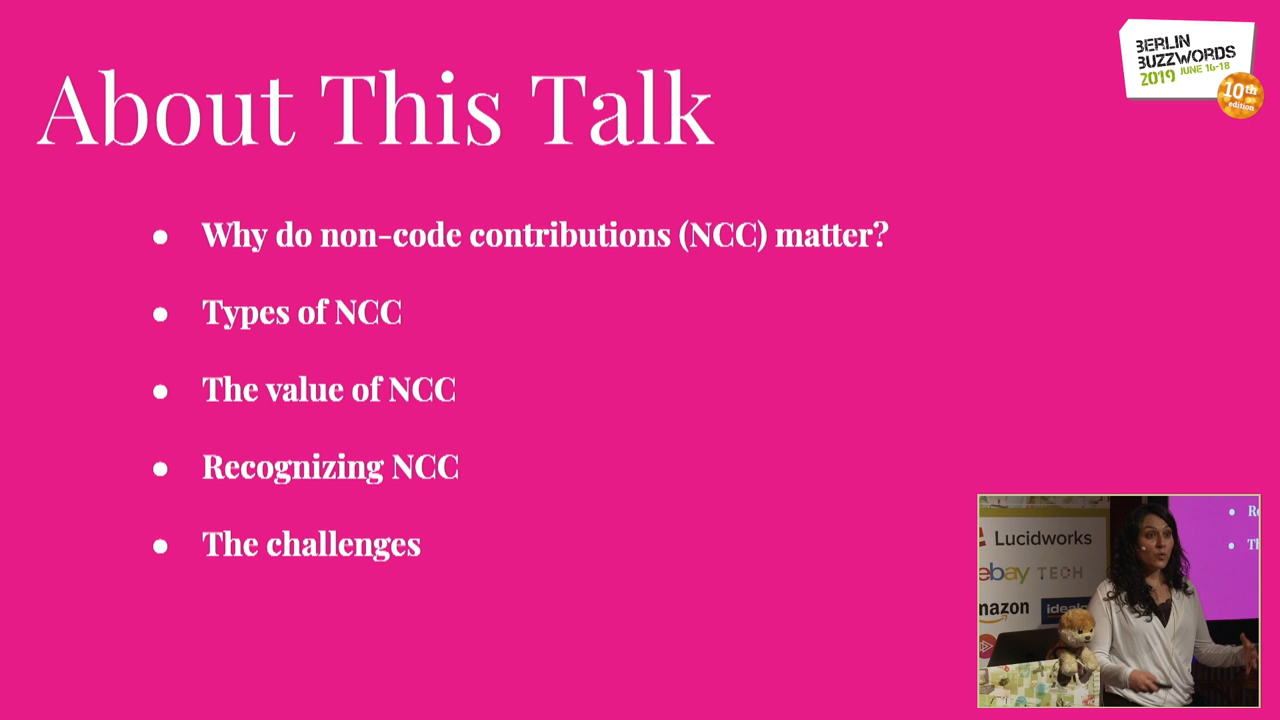 BERLIN
BUZZWORDS
2019 JUNE 16-18
10th
edition
About This Talk
● Why do non-code contributions (NCC) matter?
● Types of NCC
● The value of NCC
● Recognizing NCC
● The challenges
Lucidworks
ebay TECH